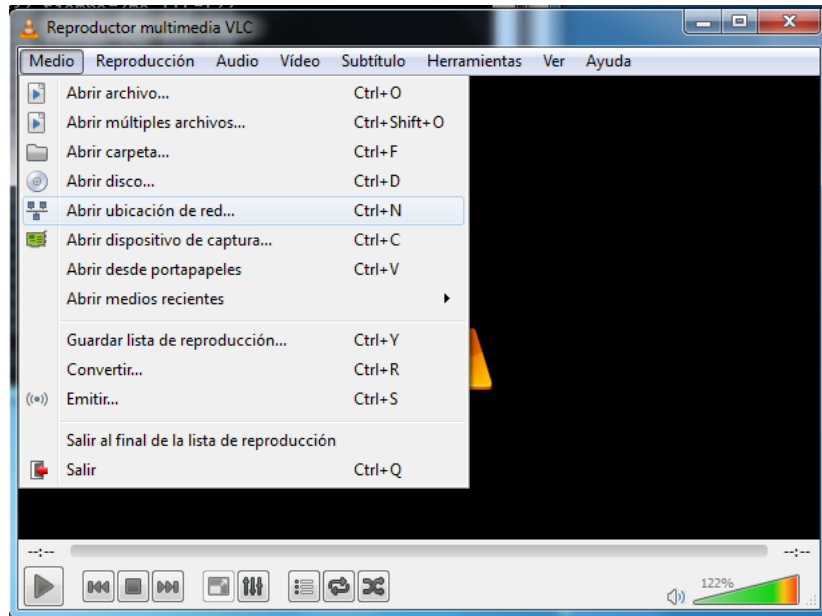 Reproductor multimedia VLC
Medio Reproducción Audio Vídeo Subtítulo Herramientas Ver Ayuda
Abrir archivo... Ctrl+O
Abrir múltiples archivos... Ctrl+Shift+O
Abrir carpeta... Ctrl+F
Abrir disco... Ctrl+D
Abrir ubicación de red... Ctrl+N
Abrir dispositivo de captura... Ctrl+C
Abrir desde portapapeles Ctrl+V
Abrir medios recientes
Guardar lista de reproducción... Ctrl+Y
Convertir... Ctrl+R
Emitir... Ctrl+S
Salir al final de la lista de reproducción
Salir Ctrl+Q
--:-- --:--
122%